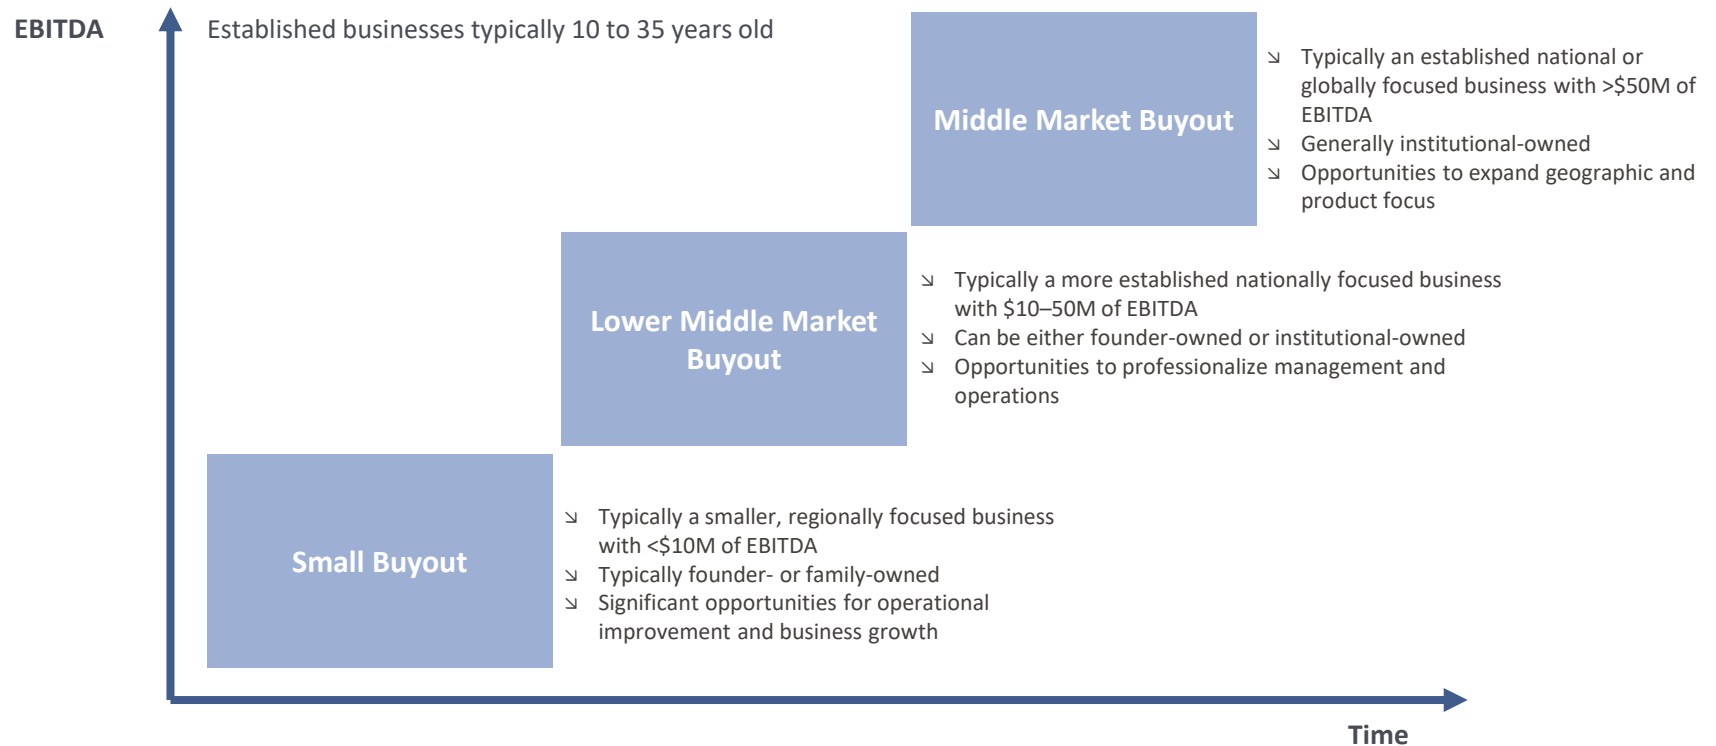 EBITDA
Established businesses typically 10 to 35 years old
Middle Market Buyout
Typically an established national or
globally focused business with >$50M of
EBITDA
Generally institutional-owned
Opportunities to expand geographic and
product focus
Lower Middle Market
Buyout
Typically a more established nationally focused business
with $10–50M of EBITDA
Can be either founder-owned or institutional-owned
Opportunities to professionalize management and
operations
Small Buyout
Typically a smaller, regionally focused business
with <$10M of EBITDA
Typically founder- or family-owned
Significant opportunities for operational
improvement and business growth
Time